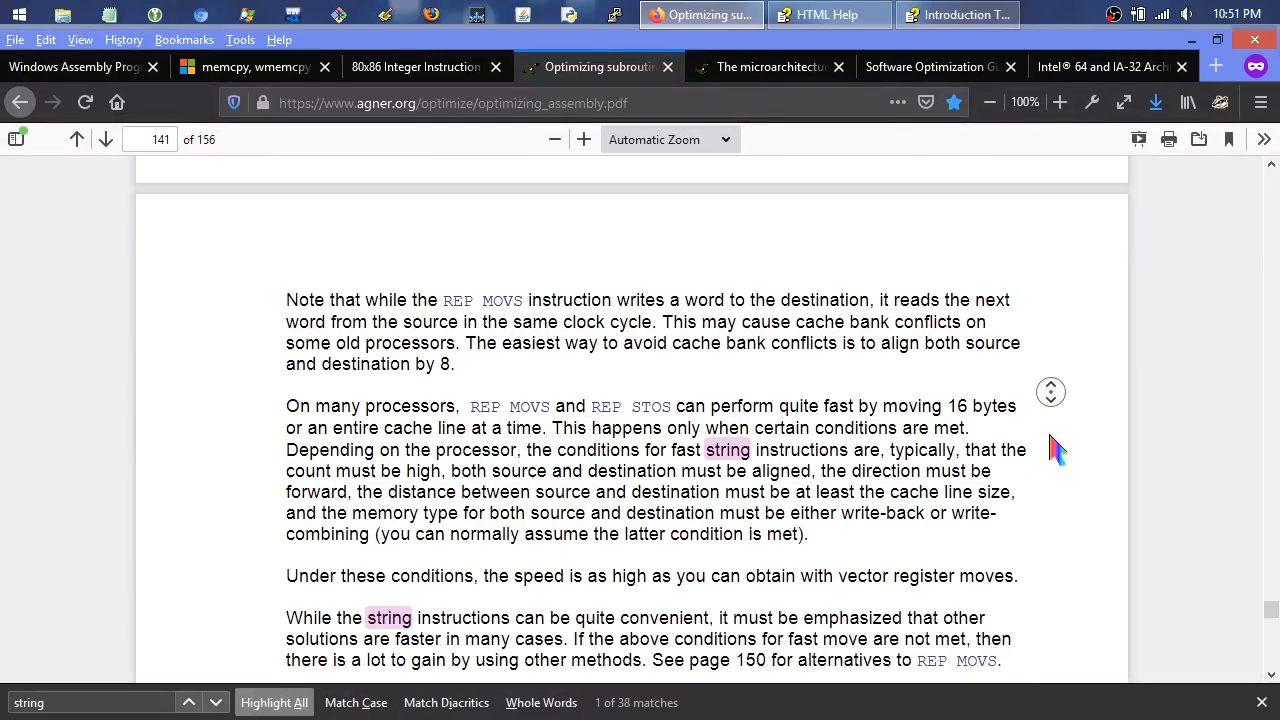 Optimizing su...
HTML Help
Introduction T...
10:51 PM
File Edit View History Bookmarks Tools Help
Windows Assembly Prog
memcpy, wmemcpy
80x86 Integer Instruction
Optimizing subroutin
The microarchitectu
Software Optimization Gu
Intel® 64 and IA-32 Arch
https://www.agner.org/optimize/optimizing_assembly.pdf
100%
141 of 156
Automatic Zoom
Note that while the REP MOVS instruction writes a word to the destination, it reads the next
word from the source in the same clock cycle. This may cause cache bank conflicts on
some old processors. The easiest way to avoid cache bank conflicts is to align both source
and destination by 8.
On many processors, REP MOVS and REP STOS can perform quite fast by moving 16 bytes
or an entire cache line at a time. This happens only when certain conditions are met.
Depending on the processor, the conditions for fast string instructions are, typically, that the
count must be high, both source and destination must be aligned, the direction must be
forward, the distance between source and destination must be at least the cache line size,
and the memory type for both source and destination must be either write-back or write-
combining (you can normally assume the latter condition is met).
Under these conditions, the speed is as high as you can obtain with vector register moves.
While the string instructions can be quite convenient, it must be emphasized that other
solutions are faster in many cases. If the above conditions for fast move are not met, then
there is a lot to gain by using other methods. See page 150 for alternatives to REP MOVS.
string
Highlight All
Match Case
Match Diacritics
Whole Words
1 of 38 matches